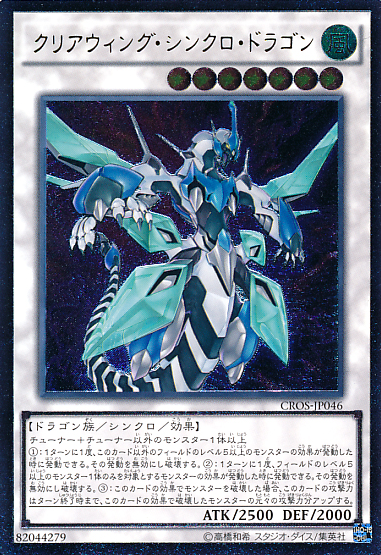 クリアウィング・シンクロ・ドラゴン
風
CROS-JP046
【ドラゴン族／シンクロ／効果】
チューナー＋チューナー以外のモンスター1体以上
①：1ターンに1度、このカード以外のフィールドのレベル5以上のモンスターの効果が発動した
時に発動できる。その発動を無効にし破壊する。②：1ターンに1度、フィールドのレベル5
以上のモンスター1体のみを対象とするモンスターの効果が発動した時に発動できる。その発動を
無効にし破壊する。③：このカードの効果でモンスターを破壊した場合、このカードの攻撃力
はターン終了時まで、このカードの効果で破壊したモンスターの元々の攻撃力分アップする。
ATK/2500 DEF/2000
82044279
©高橋和希 スタジオ・ダイス/集英社